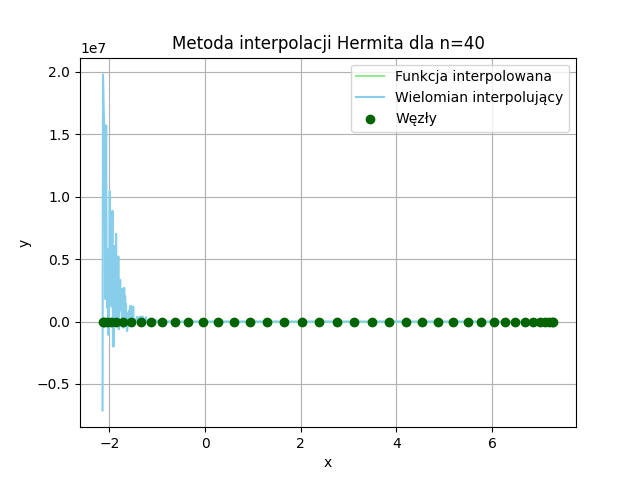 Metoda interpolacji Hermita dla n=40
1e7
2.0
1.5
1.0
0.5
0.0
−0.5
y
−2
0
2
4
6
x
Funkcja interpolowana
Wielomian interpolujący
Węzły